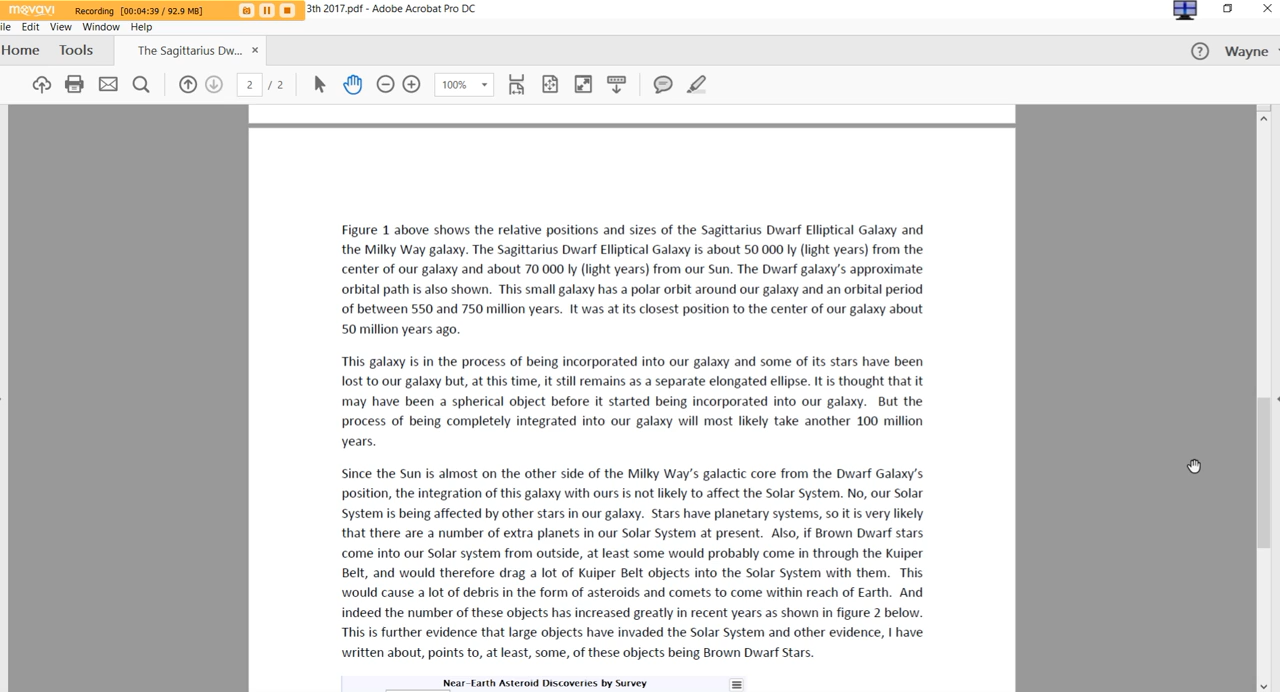 movavi Recording [00:04:39 / 92.9 MB] 3th 2017.pdf - Adobe Acrobat Pro DC
ile Edit View Window Help
Home Tools The Sagittarius Dw... × ? Wayne
2 / 2 100%
Figure 1 above shows the relative positions and sizes of the Sagittarius Dwarf Elliptical Galaxy and
the Milky Way galaxy. The Sagittarius Dwarf Elliptical Galaxy is about 50 000 ly (light years) from the
center of our galaxy and about 70 000 ly (light years) from our Sun. The Dwarf galaxy's approximate
orbital path is also shown. This small galaxy has a polar orbit around our galaxy and an orbital period
of between 550 and 750 million years. It was at its closest position to the center of our galaxy about
50 million years ago.
This galaxy is in the process of being incorporated into our galaxy and some of its stars have been
lost to our galaxy but, at this time, it still remains as a separate elongated ellipse. It is thought that it
may have been a spherical object before it started being incorporated into our galaxy. But the
process of being completely integrated into our galaxy will most likely take another 100 million
years.
Since the Sun is almost on the other side of the Milky Way's galactic core from the Dwarf Galaxy's
position, the integration of this galaxy with ours is not likely to affect the Solar System. No, our Solar
System is being affected by other stars in our galaxy. Stars have planetary systems, so it is very likely
that there are a number of extra planets in our Solar System at present. Also, if Brown Dwarf stars
come into our Solar system from outside, at least some would probably come in through the Kuiper
Belt, and would therefore drag a lot of Kuiper Belt objects into the Solar System with them. This
would cause a lot of debris in the form of asteroids and comets to come within reach of Earth. And
indeed the number of these objects has increased greatly in recent years as shown in figure 2 below.
This is further evidence that large objects have invaded the Solar System and other evidence, I have
written about, points to, at least, some, of these objects being Brown Dwarf Stars.
Near-Earth Asteroid Discoveries by Survey